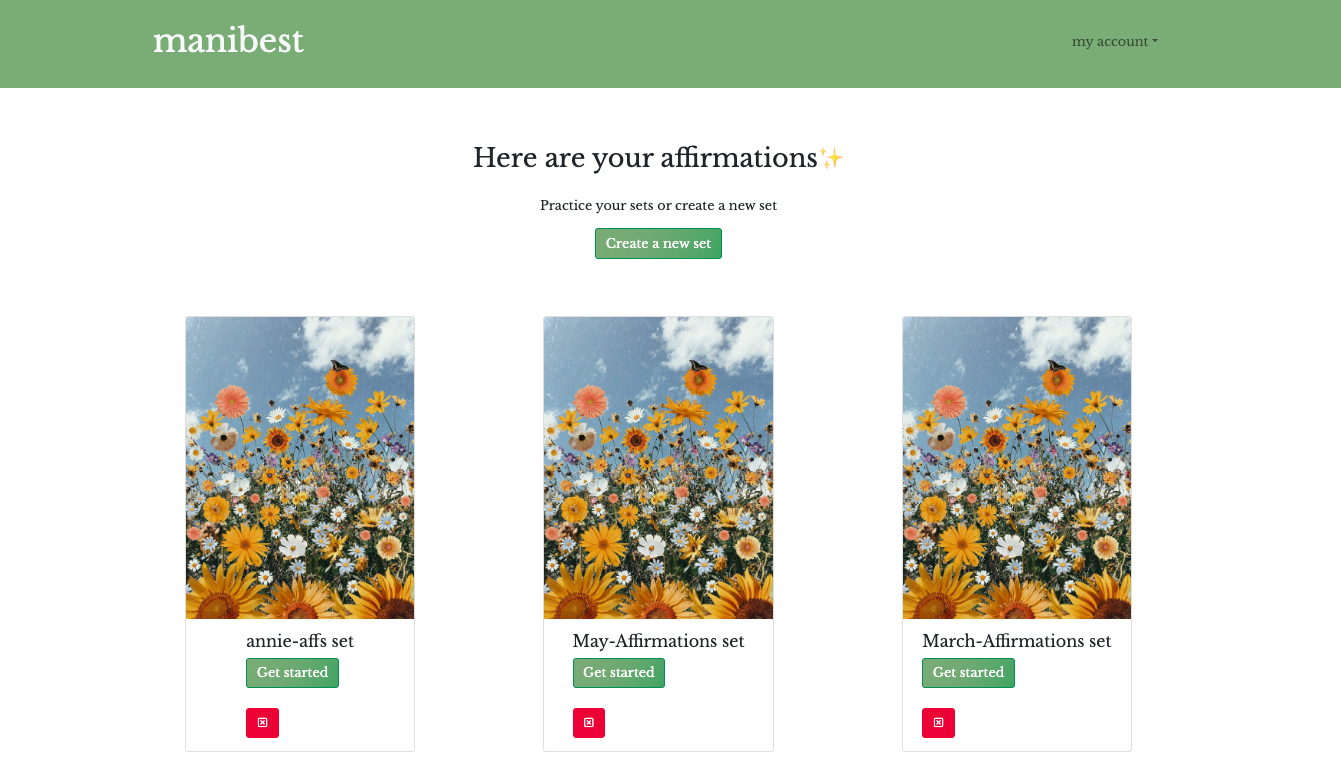 manibest
my account
Here are your affirmations✨
Practice your sets or create a new set
Create a new set
annie-affs set
Get started
May-Affirmations set
Get started
March-Affirmations set
Get started